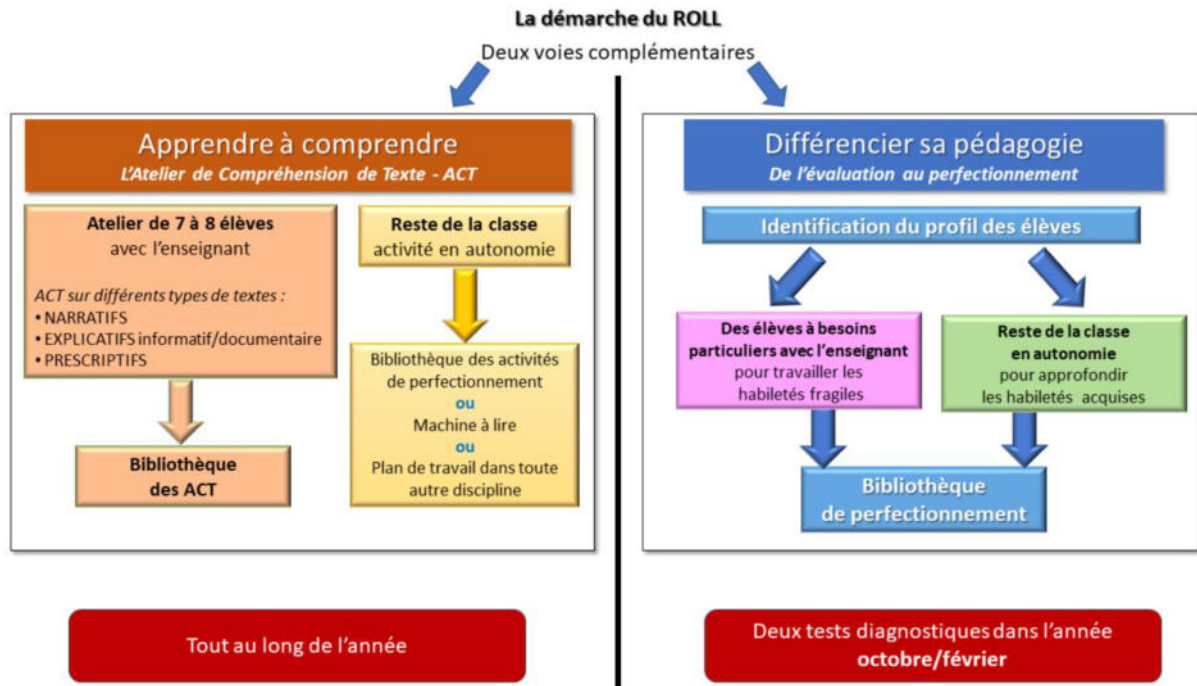 La démarche du ROLL
Deux voies complémentaires
Apprendre à comprendre
L'Atelier de Compréhension de Texte - ACT
Atelier de 7 à 8 élèves
avec l'enseignant
ACT sur différents types de textes :
• NARRATIFS
• EXPLICATIFS informatif/documentaire
• PRESCRIPTIFS
Bibliothèque
des ACT
Reste de la classe
activité en autonomie
Bibliothèque des activités
de perfectionnement
ou
Machine à lire
ou
Plan de travail dans toute
autre discipline
Tout au long de l'année
Différencier sa pédagogie
De l'évaluation au perfectionnement
Identification du profil des élèves
Des élèves à besoins
particuliers avec l'enseignant
pour travailler les
habiletés fragiles
Reste de la classe
en autonomie
pour approfondir
les habiletés acquises
Bibliothèque
de perfectionnement
Deux tests diagnostiques dans l'année
octobre/février